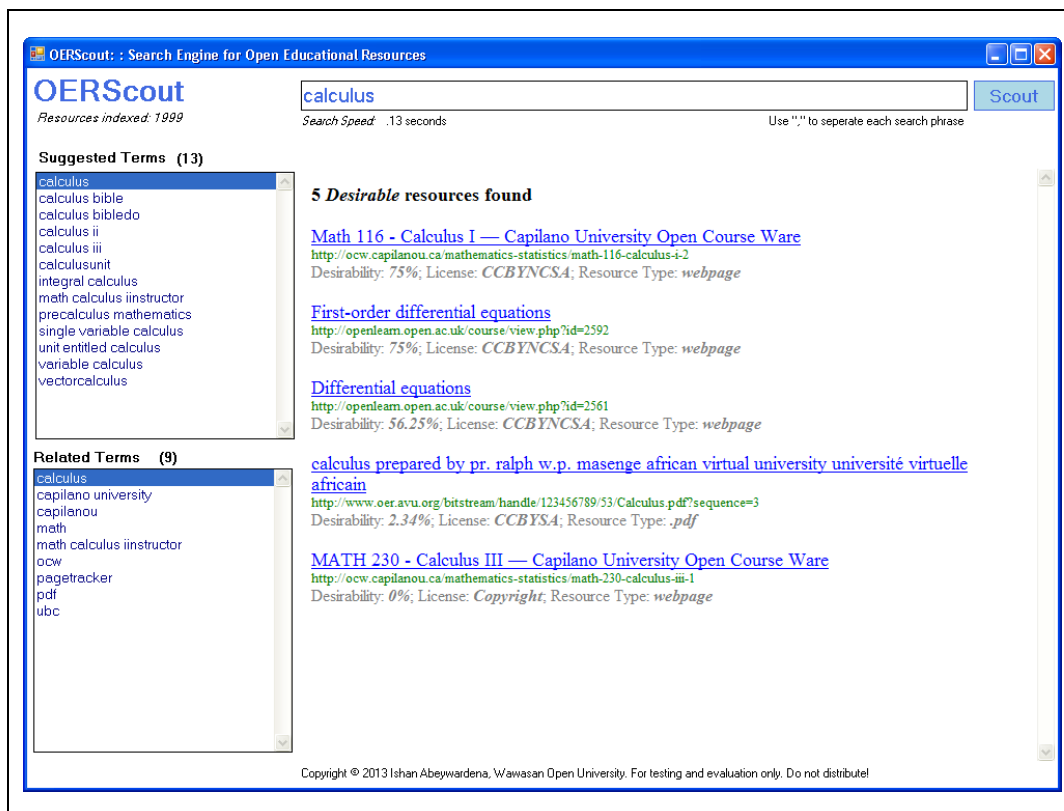 OERScout: : Search Engine for Open Educational Resources
OERScout
calculus
Scout
Resources indexed: 1999
Search Speed: .13 seconds
Use "," to seperate each search phrase
Suggested Terms (13)
calculus
calculus bible
calculus bibledo
calculus ii
calculus iii
calculusunit
integral calculus
math calculus iinstructor
precalculus mathematics
single variable calculus
unit entitled calculus
variable calculus
vectorcalculus
Related Terms (9)
calculus
capilano university
capilanou
math
math calculus iinstructor
ocw
pagetracker
pdf
ubc
5 Desirable resources found
Math 116 - Calculus I — Capilano University Open Course Ware
http://ocw.capilanou.ca/mathematics-statistics/math-116-calculus-i-2
Desirability: 75%; License: CCBYNCSA; Resource Type: webpage
First-order differential equations
http://openlearn.open.ac.uk/course/view.php?id=2592
Desirability: 75%; License: CCBYNCSA; Resource Type: webpage
Differential equations
http://openlearn.open.ac.uk/course/view.php?id=2561
Desirability: 56.25%; License: CCBYNCSA; Resource Type: webpage
calculus prepared by pr. ralph w.p. masenge african virtual university université virtuelle
africain
http://www.oer.avu.org/bitstream/handle/123456789/53/Calculus.pdf?sequence=3
Desirability: 2.34%; License: CCBYSA; Resource Type: .pdf
MATH 230 - Calculus III — Capilano University Open Course Ware
http://ocw.capilanou.ca/mathematics-statistics/math-230-calculus-iii-1
Desirability: 0%; License: Copyright; Resource Type: webpage
Copyright © 2013 Ishan Abeywardena, Wawasan Open University. For testing and evaluation only. Do not distribute!